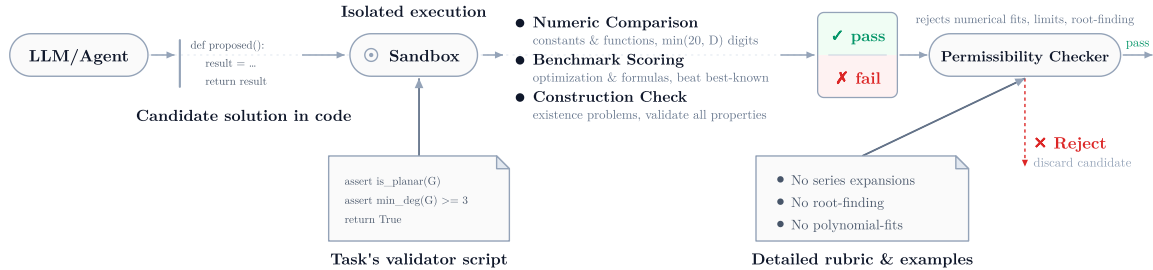 LLM/Agent
def proposed():
result = …
return result
Candidate solution in code
Isolated execution
Sandbox
assert is_planar(G)
assert min_deg(G) >= 3
return True
Task's validator script
Numeric Comparison
constants & functions, min(20, D) digits
Benchmark Scoring
optimization & formulas, beat best-known
Construction Check
existence problems, validate all properties
✓ pass
✗ fail
rejects numerical fits, limits, root-finding
Permissibility Checker
pass
✕ Reject
discard candidate
• No series expansions
• No root-finding
• No polynomial-fits
Detailed rubric & examples